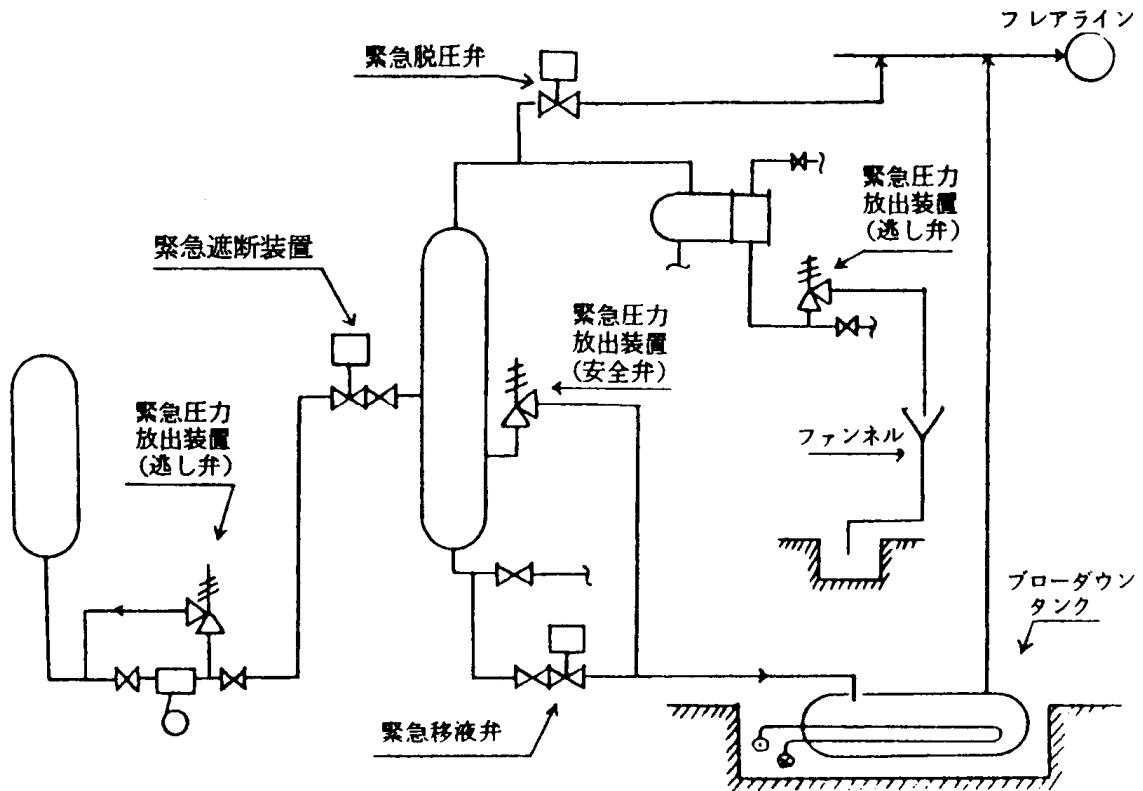 フレアライン
緊急脱圧弁
緊急圧力
放出装置
(逃し弁)
緊急遮断装置
緊急圧力
放出装置
(安全弁)
緊急圧力
放出装置
(逃し弁)
ファンネル
ブローダウン
タンク
緊急移液弁